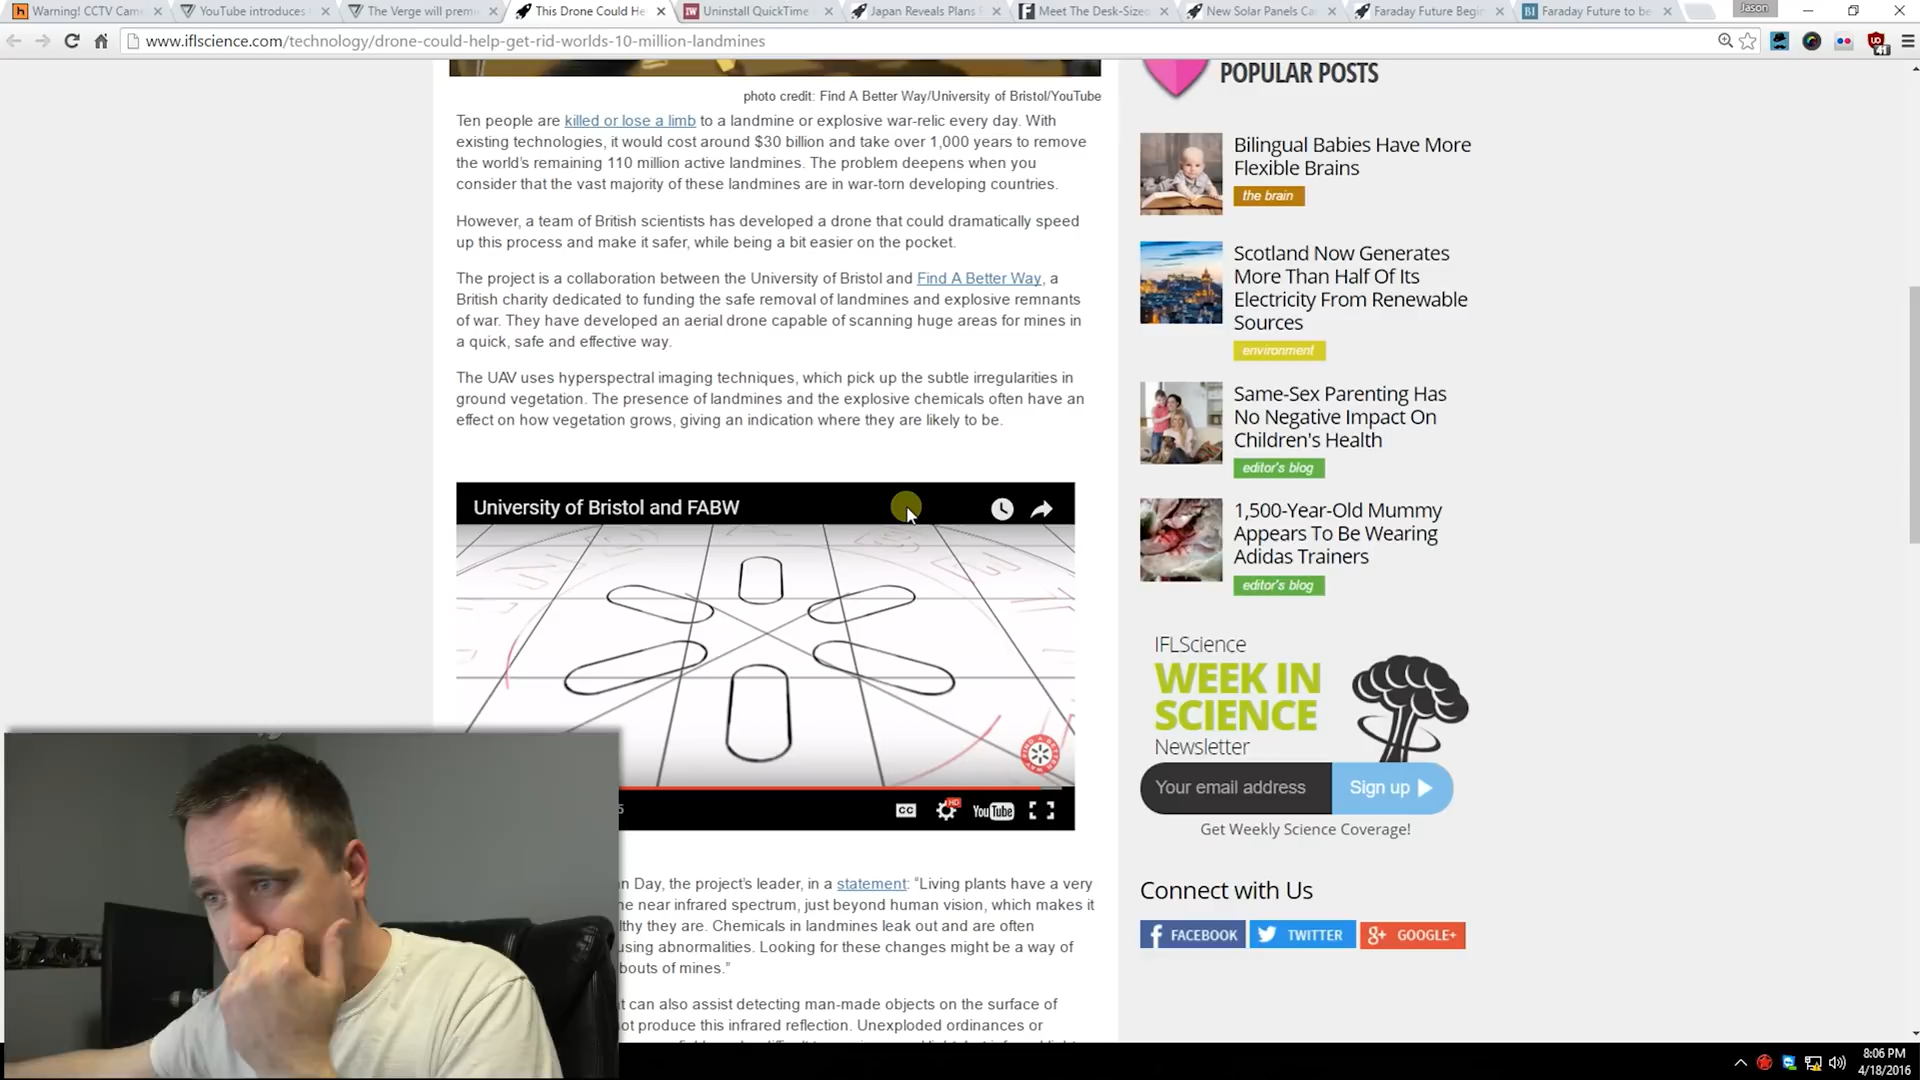 Warning! CCTV Came
YouTube introduces
The Verge will premi
This Drone Could He
Uninstall QuickTime
Japan Reveals Plans F
Meet The Desk-Sized
New Solar Panels Ca
Faraday Future Begin
Faraday Future to be
Jason
www.iflscience.com/technology/drone-could-help-get-rid-worlds-10-million-landmines
photo credit: Find A Better Way/University of Bristol/YouTube
Ten people are killed or lose a limb to a landmine or explosive war-relic every day. With
existing technologies, it would cost around $30 billion and take over 1,000 years to remove
the world's remaining 110 million active landmines. The problem deepens when you
consider that the vast majority of these landmines are in war-torn developing countries.
However, a team of British scientists has developed a drone that could dramatically speed
up this process and make it safer, while being a bit easier on the pocket.
The project is a collaboration between the University of Bristol and Find A Better Way, a
British charity dedicated to funding the safe removal of landmines and explosive remnants
of war. They have developed an aerial drone capable of scanning huge areas for mines in
a quick, safe and effective way.
The UAV uses hyperspectral imaging techniques, which pick up the subtle irregularities in
ground vegetation. The presence of landmines and the explosive chemicals often have an
effect on how vegetation grows, giving an indication where they are likely to be.
University of Bristol and FABW
5
CC
HD
YouTube
n Day, the project's leader, in a statement: "Living plants have a very
ne near infrared spectrum, just beyond human vision, which makes it
lthy they are. Chemicals in landmines leak out and are often
using abnormalities. Looking for these changes might be a way of
bouts of mines."
t can also assist detecting man-made objects on the surface of
ot produce this infrared reflection. Unexploded ordinances or
POPULAR POSTS
Bilingual Babies Have More
Flexible Brains
the brain
Scotland Now Generates
More Than Half Of Its
Electricity From Renewable
Sources
environment
Same-Sex Parenting Has
No Negative Impact On
Children's Health
editor's blog
1,500-Year-Old Mummy
Appears To Be Wearing
Adidas Trainers
editor's blog
IFLScience
WEEK IN
SCIENCE
Newsletter
Your email address
Sign up
Get Weekly Science Coverage!
Connect with Us
FACEBOOK
TWITTER
GOOGLE+
8:06 PM
4/18/2016